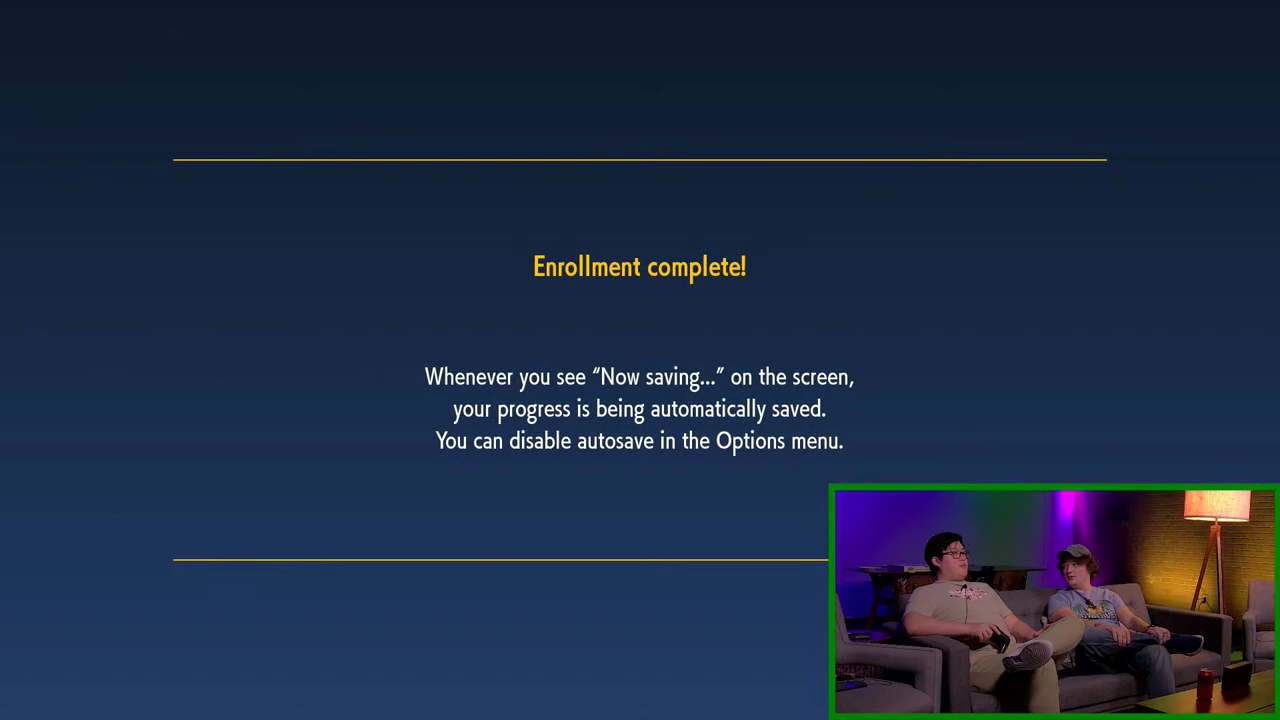 Enrollment complete!
Whenever you see “Now saving...” on the screen,
your progress is being automatically saved.
You can disable autosave in the Options menu.